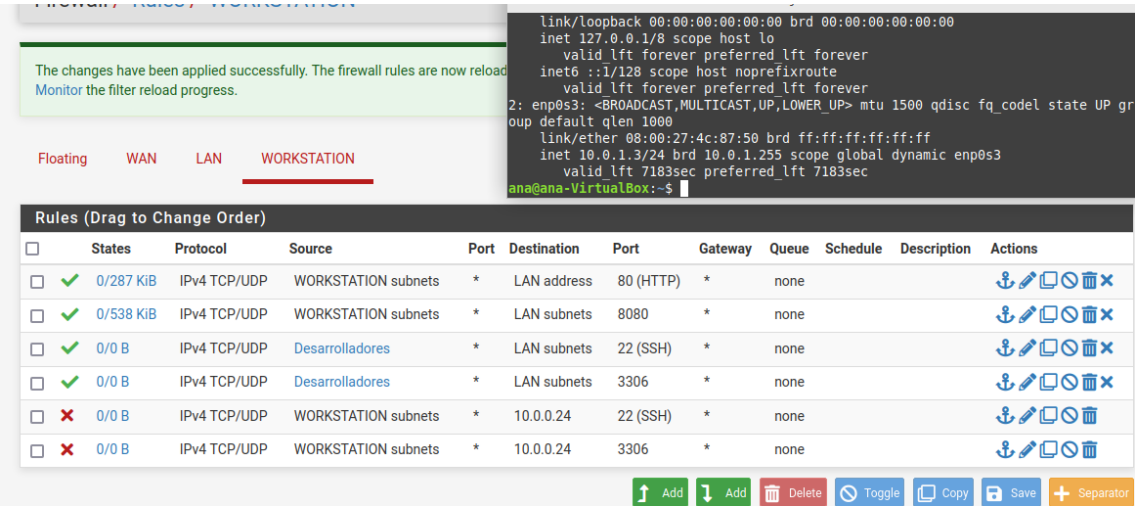 Firewall / Rules / WORKSTATION
The changes have been applied successfully. The firewall rules are now reload
Monitor the filter reload progress.
link/loopback 00:00:00:00:00:00 brd 00:00:00:00:00:00
inet 127.0.0.1/8 scope host lo
valid_lft forever preferred_lft forever
inet6 ::1/128 scope host noprefixroute
valid_lft forever preferred_lft forever
2: enp0s3: <BROADCAST,MULTICAST,UP,LOWER_UP> mtu 1500 qdisc fq_codel state UP gr
oup default qlen 1000
link/ether 08:00:27:4c:87:50 brd ff:ff:ff:ff:ff:ff
inet 10.0.1.3/24 brd 10.0.1.255 scope global dynamic enp0s3
valid_lft 7183sec preferred_lft 7183sec
ana@ana-VirtualBox:~$
Floating WAN LAN WORKSTATION
Rules (Drag to Change Order)
States Protocol Source Port Destination Port Gateway Queue Schedule Description Actions
0/287 KiB IPv4 TCP/UDP WORKSTATION subnets * LAN address 80 (HTTP) * none
0/538 KiB IPv4 TCP/UDP WORKSTATION subnets * LAN subnets 8080 * none
0/0 B IPv4 TCP/UDP Desarrolladores * LAN subnets 22 (SSH) * none
0/0 B IPv4 TCP/UDP Desarrolladores * LAN subnets 3306 * none
0/0 B IPv4 TCP/UDP WORKSTATION subnets * 10.0.0.24 22 (SSH) * none
0/0 B IPv4 TCP/UDP WORKSTATION subnets * 10.0.0.24 3306 * none
Add Add Delete Toggle Copy Save Separator